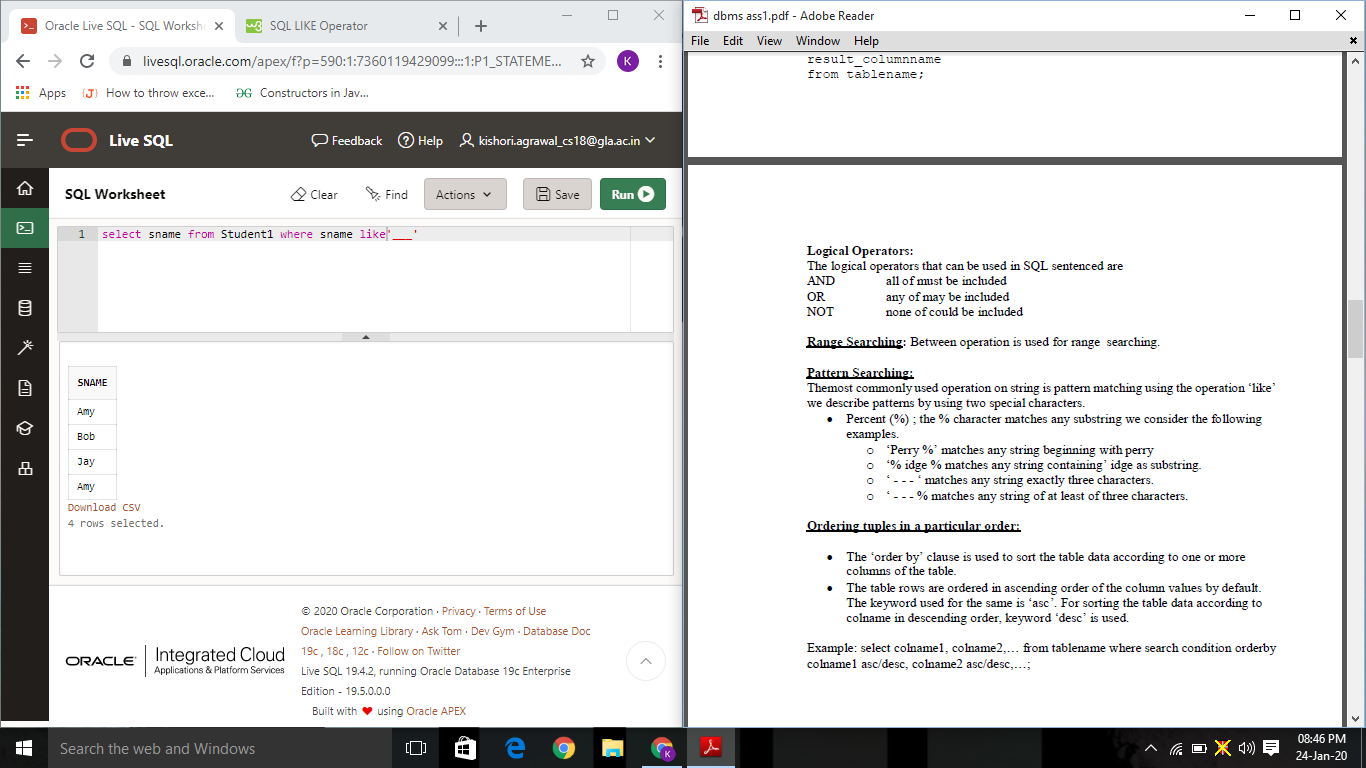 Oracle Live SQL - SQL Worksh
SQL LIKE Operator
livesql.oracle.com/apex/f?p=590:1:7360119429099:::1:P1_STATEME...
K
Apps
How to throw exce...
Constructors in Jav...
Live SQL
Feedback
Help
kishori.agrawal_cs18@gla.ac.in
SQL Worksheet
Clear
Find
Actions
Save
Run
1 select sname from Student1 where sname like'___'
SNAME
Amy
Bob
Jay
Amy
Download CSV
4 rows selected.
© 2020 Oracle Corporation · Privacy · Terms of Use
Oracle Learning Library · Ask Tom · Dev Gym · Database Doc
19c , 18c , 12c · Follow on Twitter
Live SQL 19.4.2, running Oracle Database 19c Enterprise
Edition - 19.5.0.0.0
Built with ❤ using Oracle APEX
ORACLE
Integrated Cloud
Applications & Platform Services
dbms ass1.pdf - Adobe Reader
File Edit View Window Help
result_columnname
from tablename;
Logical Operators:
The logical operators that can be used in SQL sentenced are
AND all of must be included
OR any of may be included
NOT none of could be included
Range Searching: Between operation is used for range searching.
Pattern Searching:
Themost commonly used operation on string is pattern matching using the operation ‘like’
we describe patterns by using two special characters.
• Percent (%) ; the % character matches any substring we consider the following
examples.
o ‘Perry %’ matches any string beginning with perry
o ‘% idge % matches any string containing’ idge as substring.
o ‘ - - - ‘ matches any string exactly three characters.
o ‘ - - - % matches any string of at least of three characters.
Ordering tuples in a particular order:
• The ‘order by’ clause is used to sort the table data according to one or more
columns of the table.
• The table rows are ordered in ascending order of the column values by default.
The keyword used for the same is ‘asc’. For sorting the table data according to
colname in descending order, keyword ‘desc’ is used.
Example: select colname1, colname2,… from tablename where search condition orderby
colname1 asc/desc, colname2 asc/desc,…;
Search the web and Windows
K
08:46 PM
24-Jan-20